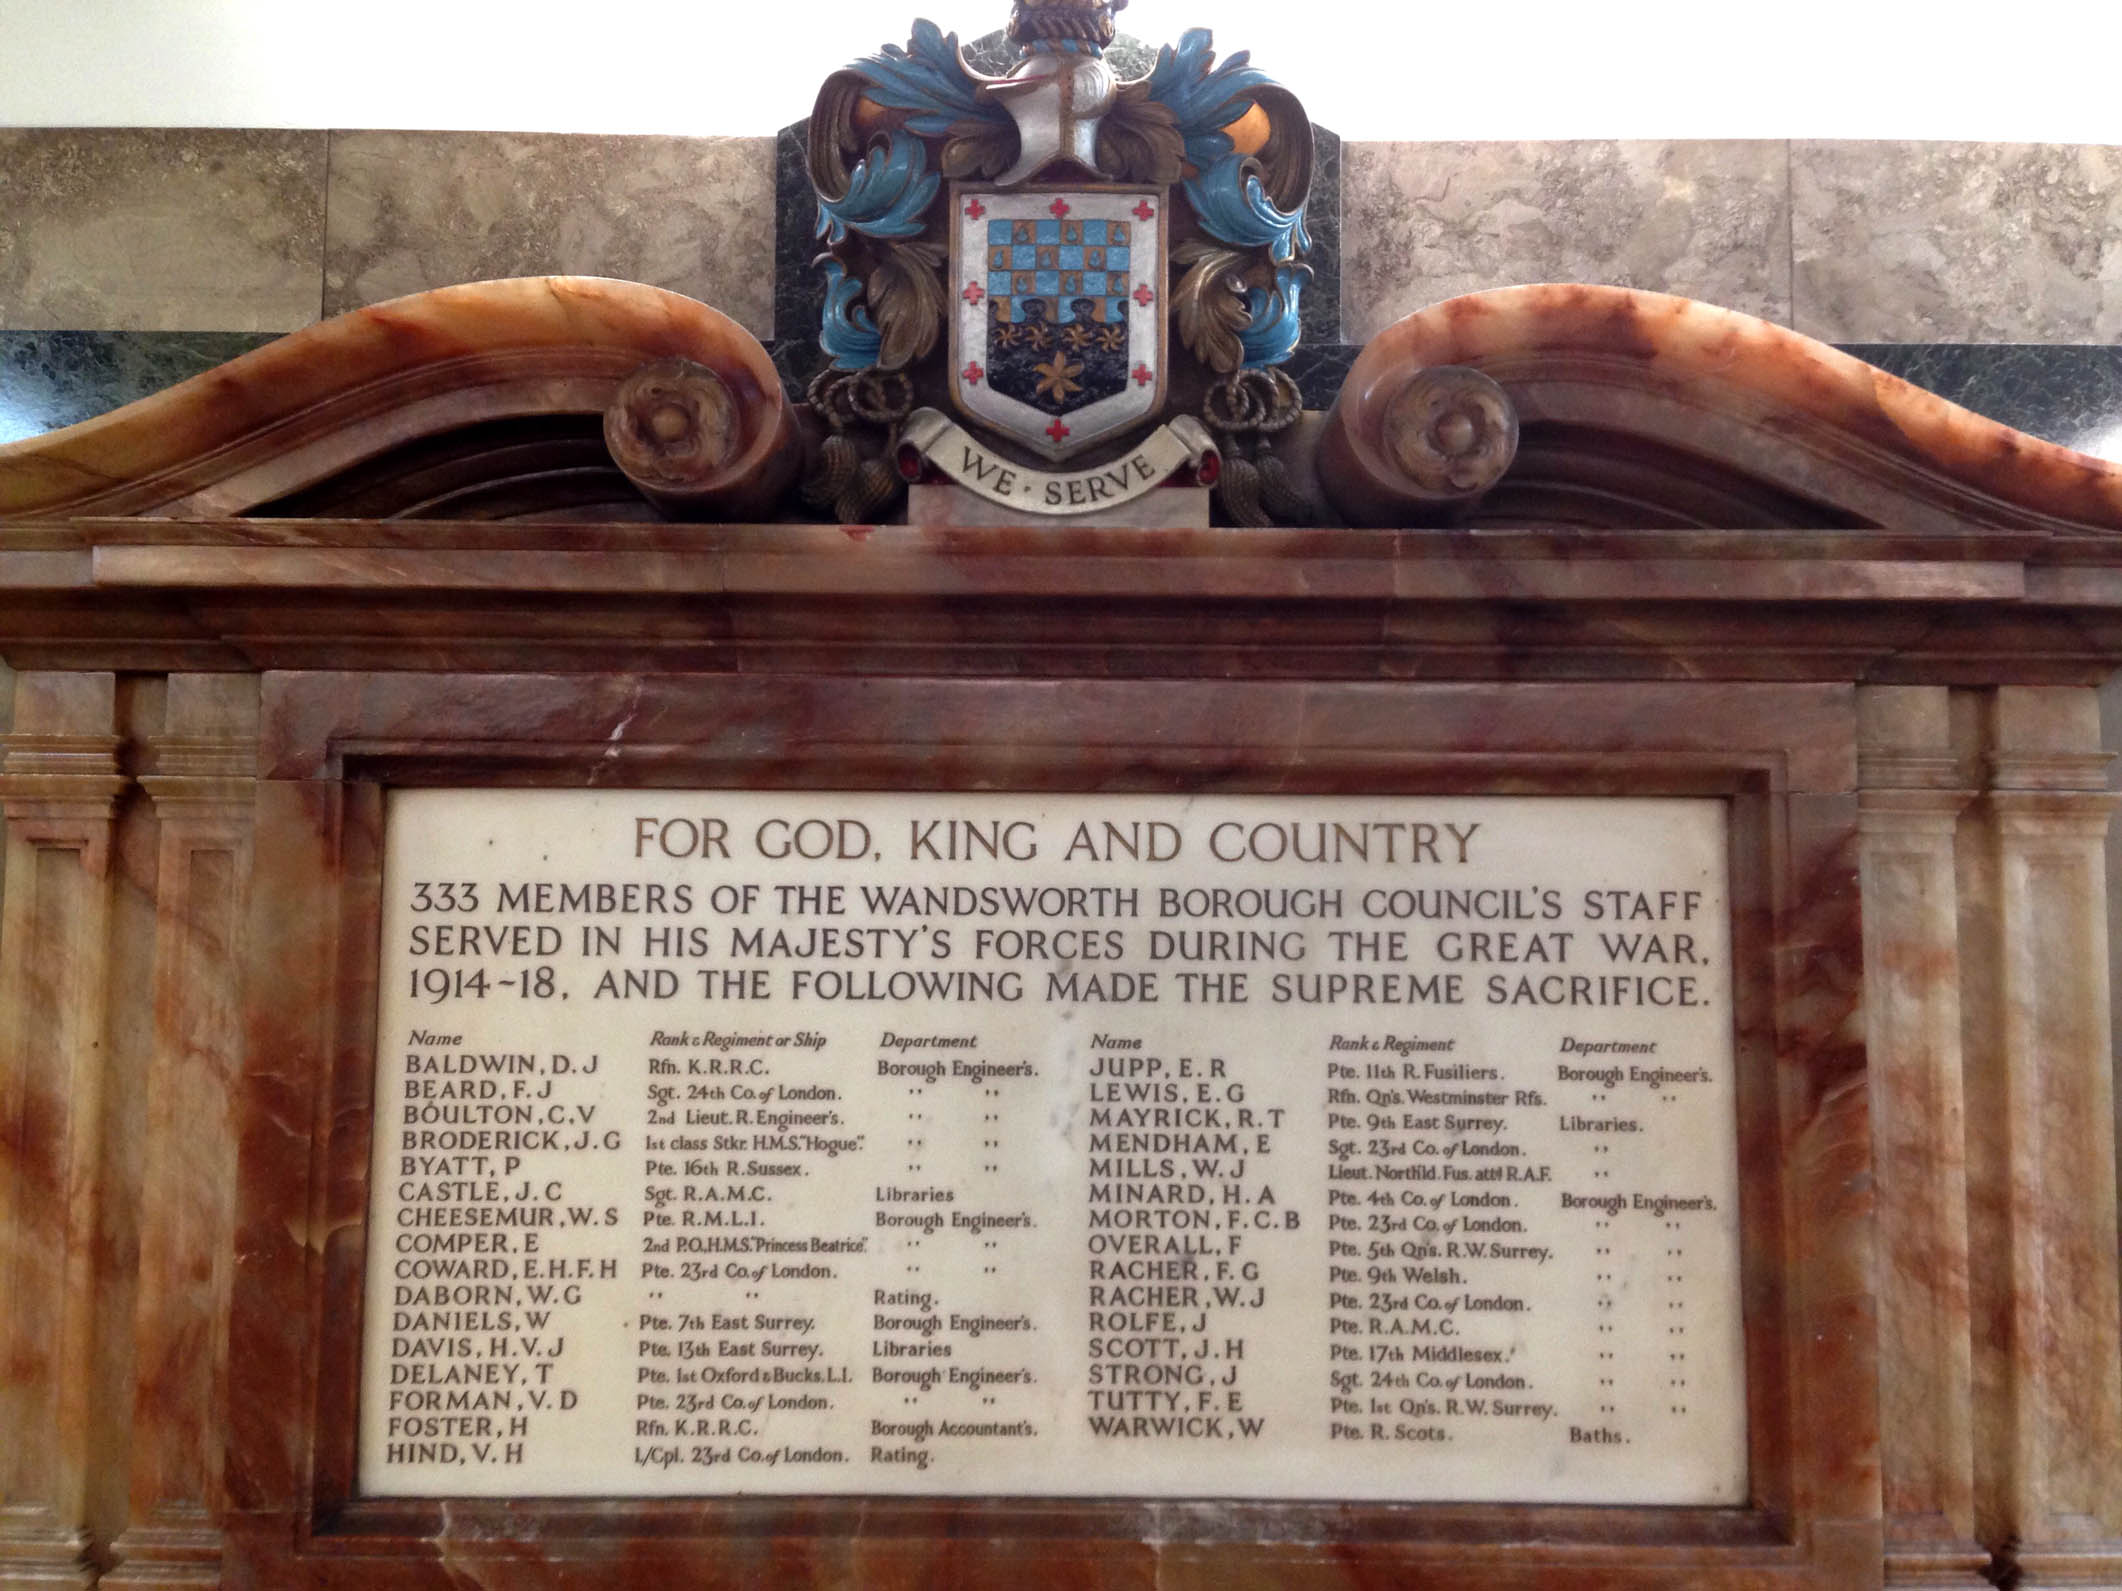 WE · SERVE
FOR GOD, KING AND COUNTRY
333 MEMBERS OF THE WANDSWORTH BOROUGH COUNCIL'S STAFF
SERVED IN HIS MAJESTY'S FORCES DURING THE GREAT WAR,
1914-18, AND THE FOLLOWING MADE THE SUPREME SACRIFICE.
Name Rank & Regiment or Ship Department
BALDWIN, D. J Rfn. K.R.R.C. Borough Engineer's.
BEARD, F. J Sgt. 24th Co. of London. " "
BOULTON, C, V 2nd Lieut. R. Engineer's. " "
BRODERICK, J. G 1st class Stkr. H.M.S. "Hogue". " "
BYATT, P Pte. 16th R. Sussex. " "
CASTLE, J. C Sgt. R.A.M.C. Libraries
CHEESEMUR, W. S Pte. R.M.L.I. Borough Engineer's.
COMPER, E 2nd P.O., H.M.S. "Princess Beatrice". " "
COWARD, E. H. F. H Pte. 23rd Co. of London. " "
DABORN, W. G " " Rating.
DANIELS, W Pte. 7th East Surrey. Borough Engineer's.
DAVIS, H. V. J Pte. 13th East Surrey. Libraries
DELANEY, T Pte. 1st Oxford & Bucks. L.I. Borough Engineer's.
FORMAN, V. D Pte. 23rd Co. of London. " "
FOSTER, H Rfn. K.R.R.C. Borough Accountant's.
HIND, V. H L/Cpl. 23rd Co. of London. Rating.
Name Rank & Regiment Department
JUPP, E. R Pte. 11th R. Fusiliers. Borough Engineer's.
LEWIS, E. G Rfn. Qn's. Westminster Rfs. " "
MAYRICK, R. T Pte. 9th East Surrey. Libraries.
MENDHAM, E Sgt. 23rd Co. of London. "
MILLS, W. J Lieut. Northfld. Fus. attd R.A.F. "
MINARD, H. A Pte. 4th Co. of London. Borough Engineer's.
MORTON, F. C. B Pte. 23rd Co. of London. " "
OVERALL, F Pte. 5th Qn's. R.W. Surrey. " "
RACHER, F. G Pte. 9th Welsh. " "
RACHER, W. J Pte. 23rd Co. of London. " "
ROLFE, J Pte. R.A.M.C. " "
SCOTT, J. H Pte. 17th Middlesex. " "
STRONG, J Sgt. 24th Co. of London. " "
TUTTY, F. E Pte. 1st Qn's. R.W. Surrey. " "
WARWICK, W Pte. R. Scots. Baths.